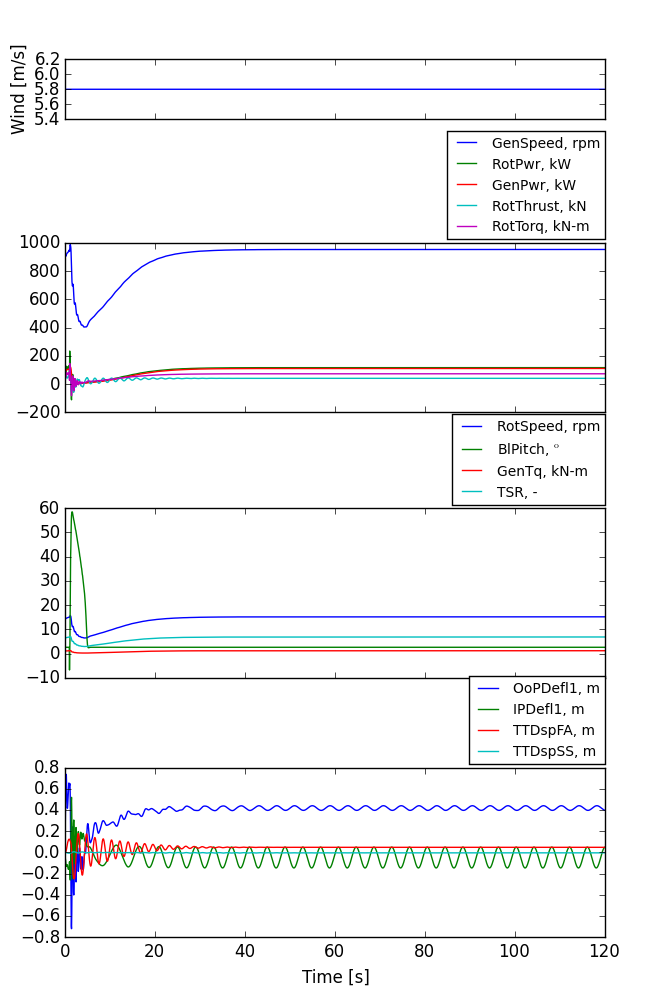 Wind [m/s]
6.2
6.0
5.8
5.6
5.4
GenSpeed, rpm
RotPwr, kW
GenPwr, kW
RotThrust, kN
RotTorq, kN-m
1000
800
600
400
200
0
−200
RotSpeed, rpm
BlPitch, °
GenTq, kN-m
TSR, -
60
50
40
30
20
10
0
−10
OoPDefl1, m
IPDefl1, m
TTDspFA, m
TTDspSS, m
0.8
0.6
0.4
0.2
0.0
−0.2
−0.4
−0.6
−0.8
0 20 40 60 80 100 120
Time [s]